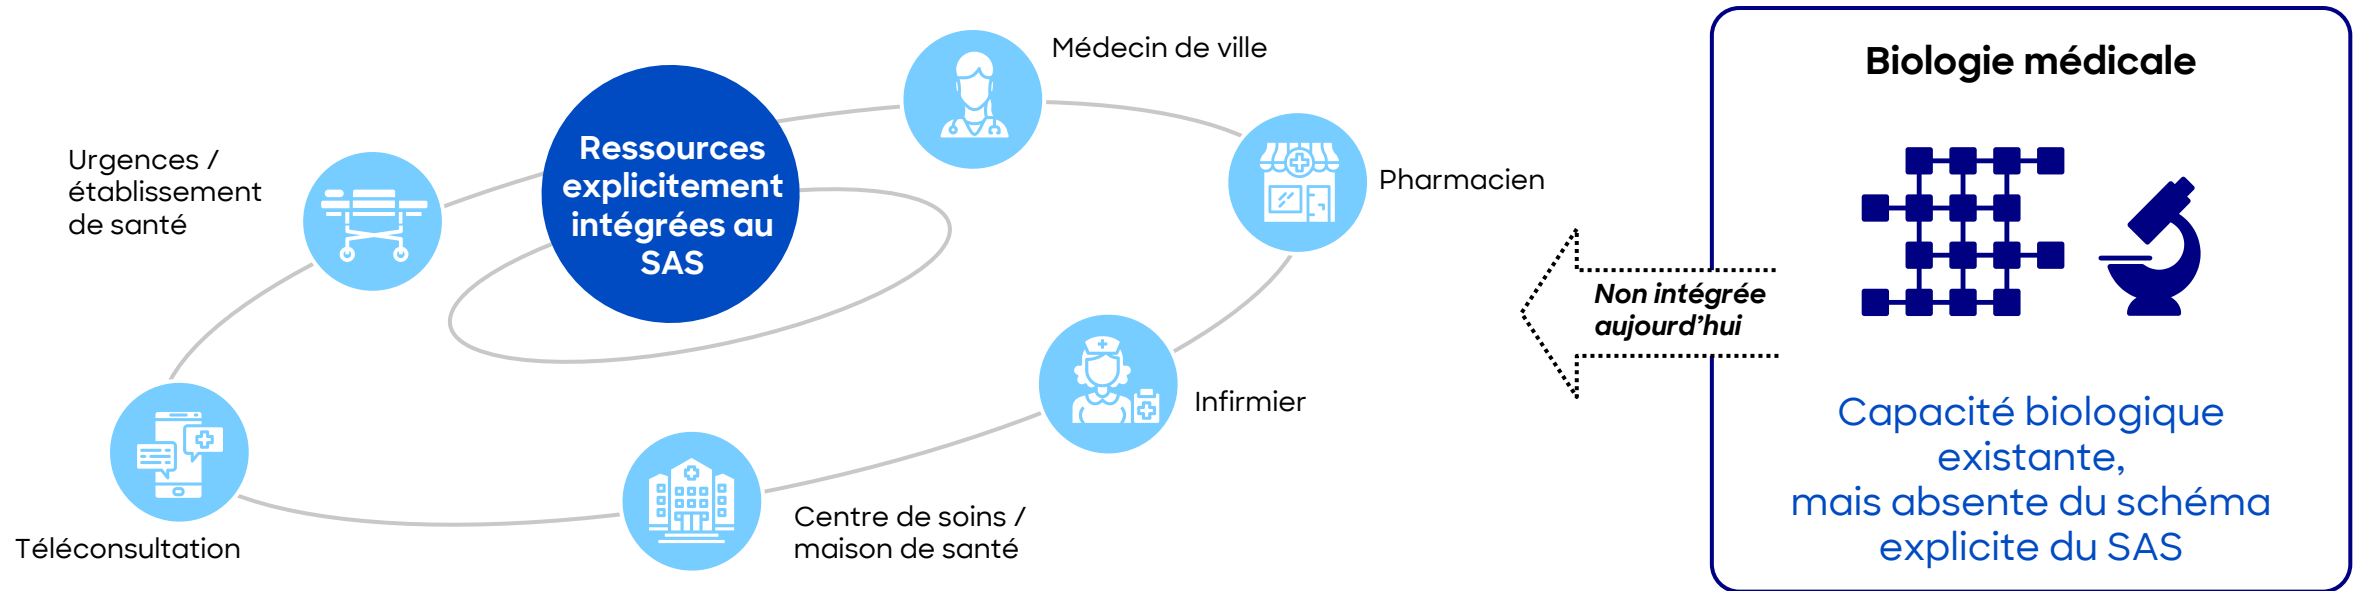 Ressources
explicitement
intégrées au
SAS
Médecin de ville
Pharmacien
Infirmier
Centre de soins /
maison de santé
Téléconsultation
Urgences /
établissement
de santé
Non intégrée
aujourd’hui
Biologie médicale
Capacité biologique
existante,
mais absente du schéma
explicite du SAS